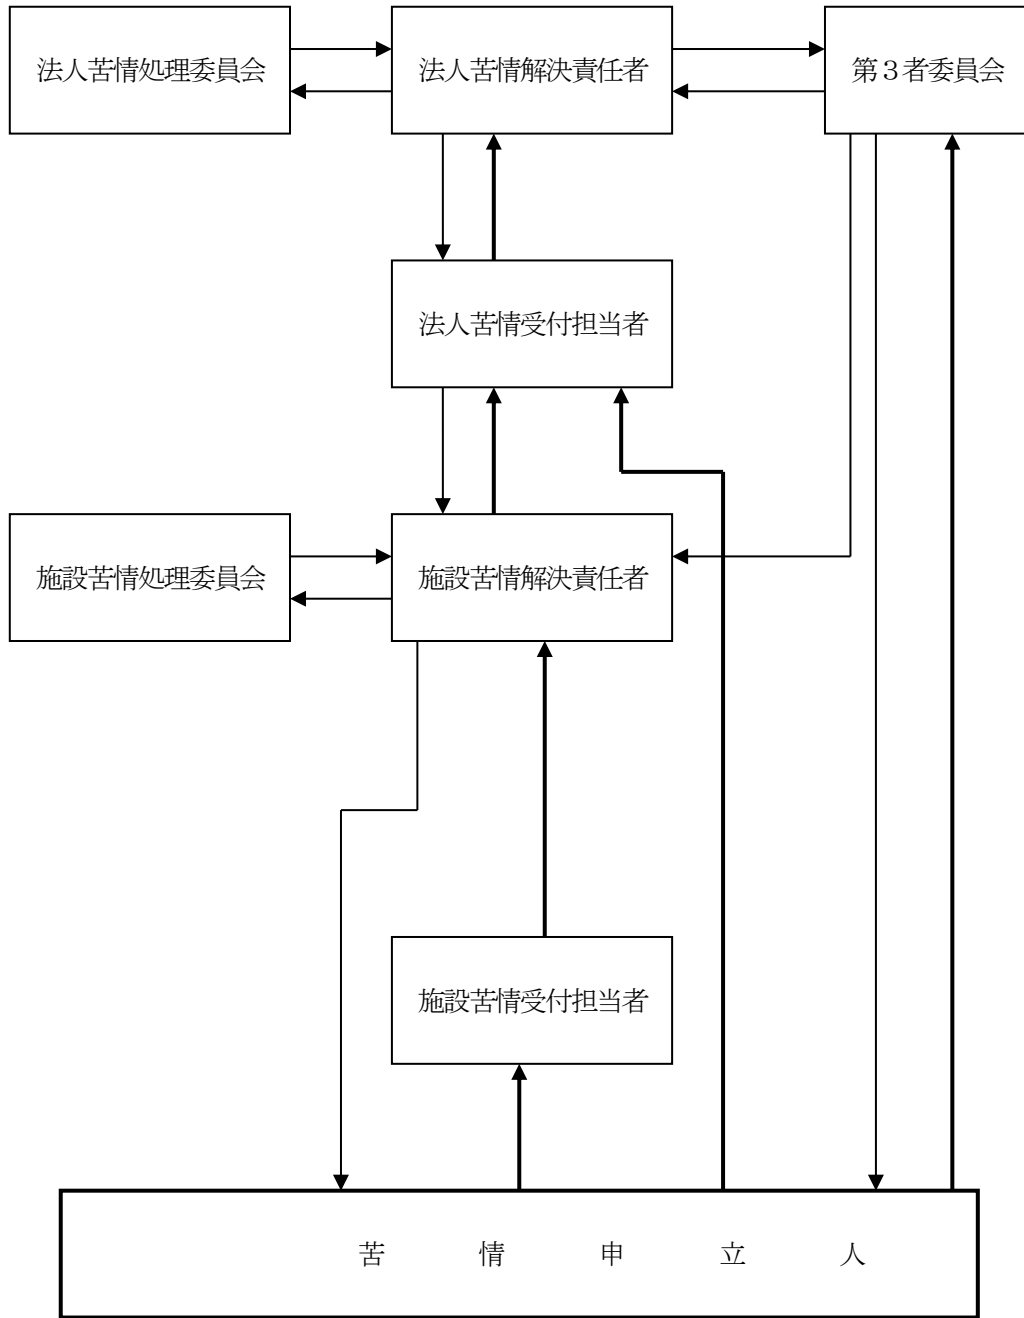 法人苦情処理委員会
法人苦情解決責任者
第３者委員会
法人苦情受付担当者
施設苦情処理委員会
施設苦情解決責任者
施設苦情受付担当者
苦　情　申　立　人